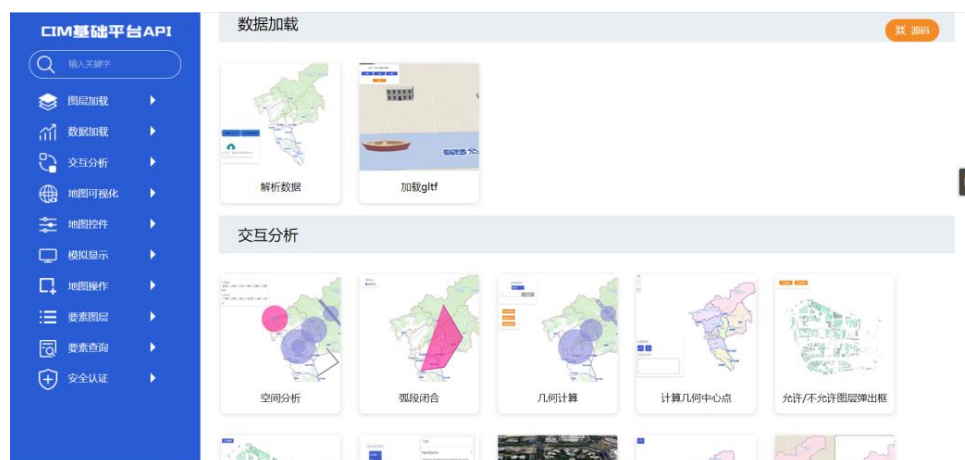 CIM基础平台API
输入关键字
图层加载
数据加载
交互分析
地图可视化
地图控件
模拟显示
地图操作
要素图层
要素查询
安全认证
数据加载
源码
解析数据
加载gltf
交互分析
空间分析
弧段闭合
几何计算
计算几何中心点
允许/不允许图层弹出框